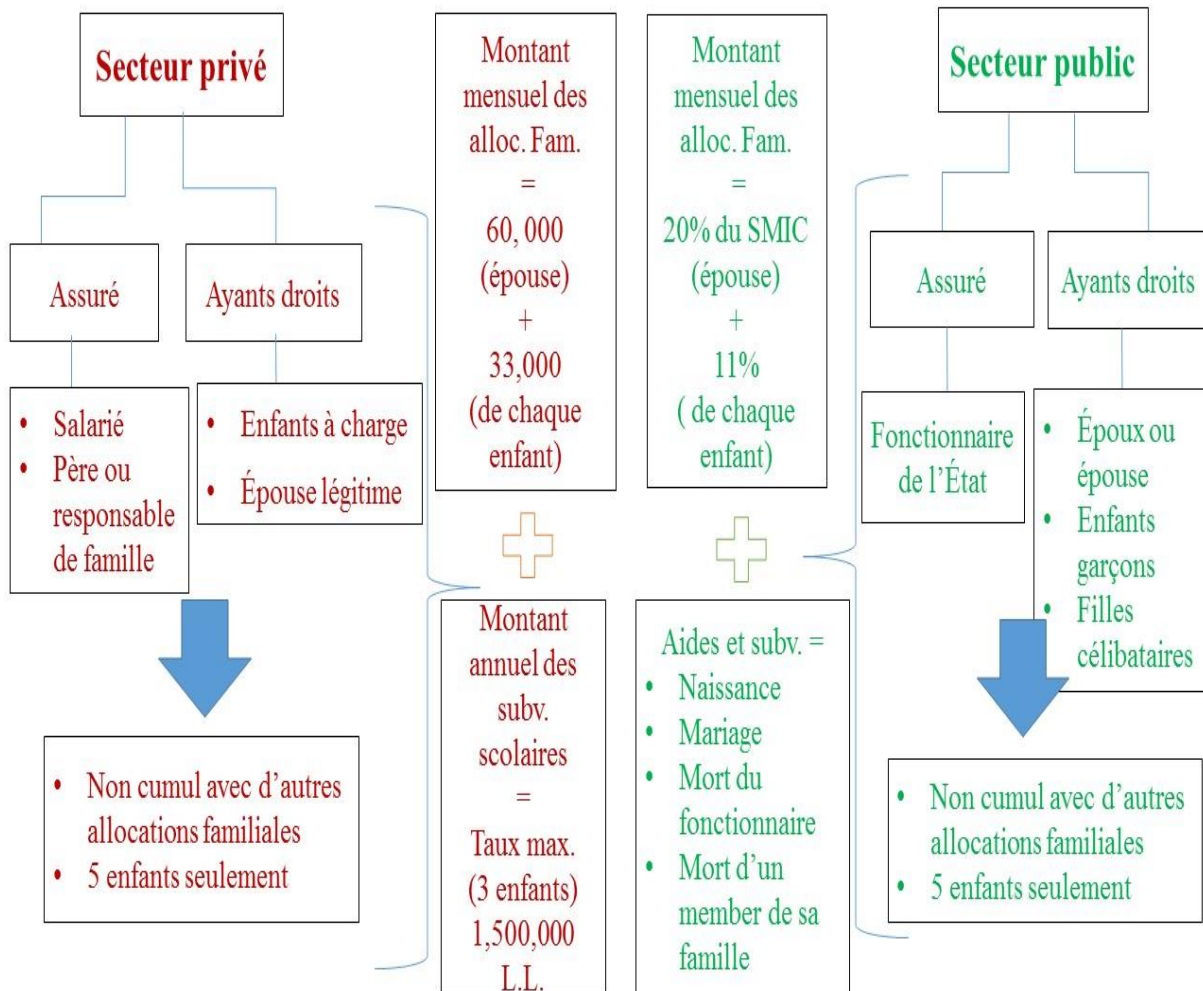 Secteur privé
Assuré
Ayants droits
• Salarié
• Père ou
responsable
de famille
• Enfants à charge
• Épouse légitime
• Non cumul avec d’autres
allocations familiales
• 5 enfants seulement
Montant
mensuel des
alloc. Fam.
=
60, 000
(épouse)
+
33,000
(de chaque
enfant)
Montant
annuel des
subv.
scolaires
=
Taux max.
(3 enfants)
1,500,000
L.L.
Montant
mensuel des
alloc. Fam.
=
20% du SMIC
(épouse)
+
11%
( de chaque
enfant)
Aides et subv. =
• Naissance
• Mariage
• Mort du
fonctionnaire
• Mort d’un
member de sa
famille
Secteur public
Assuré
Ayants droits
Fonctionnaire
de l’État
• Époux ou
épouse
• Enfants
garçons
• Filles
célibataires
• Non cumul avec d’autres
allocations familiales
• 5 enfants seulement